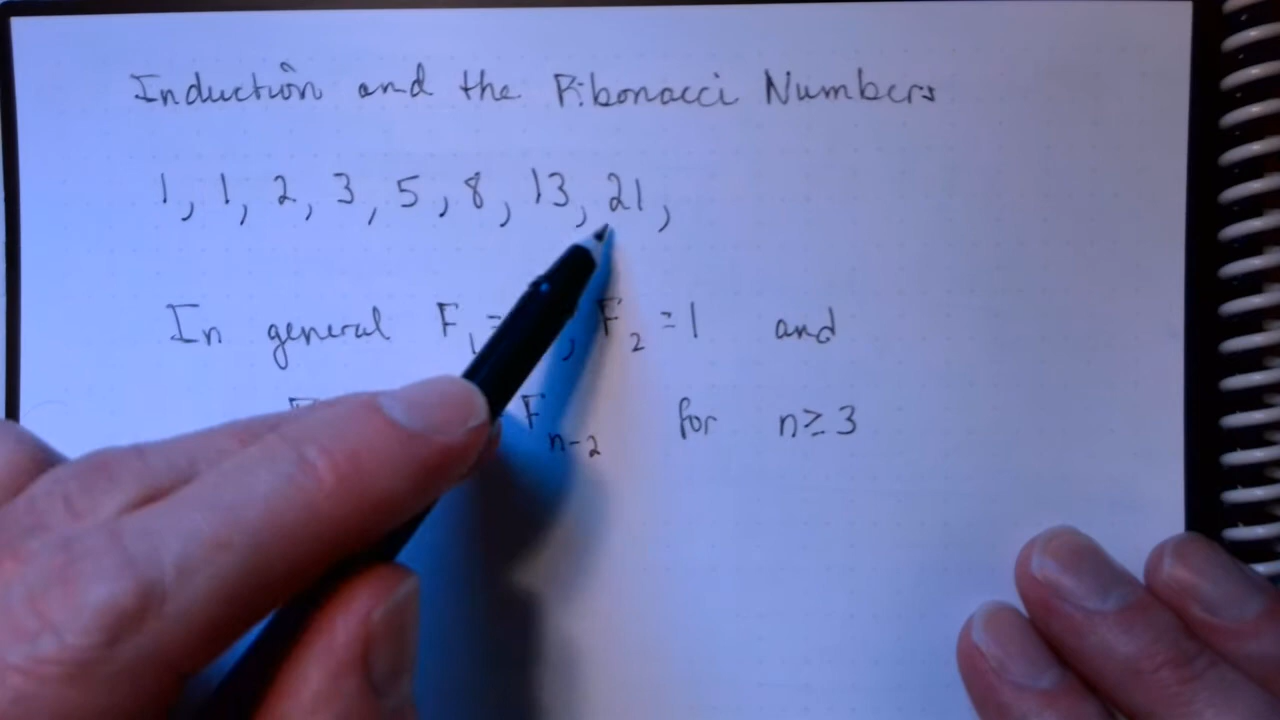 Induction and the Fibonacci Numbers
1, 1, 2, 3, 5, 8, 13, 21,
In general F₁ = , F₂ = 1 and
Fₙ₋₂ for n ≥ 3